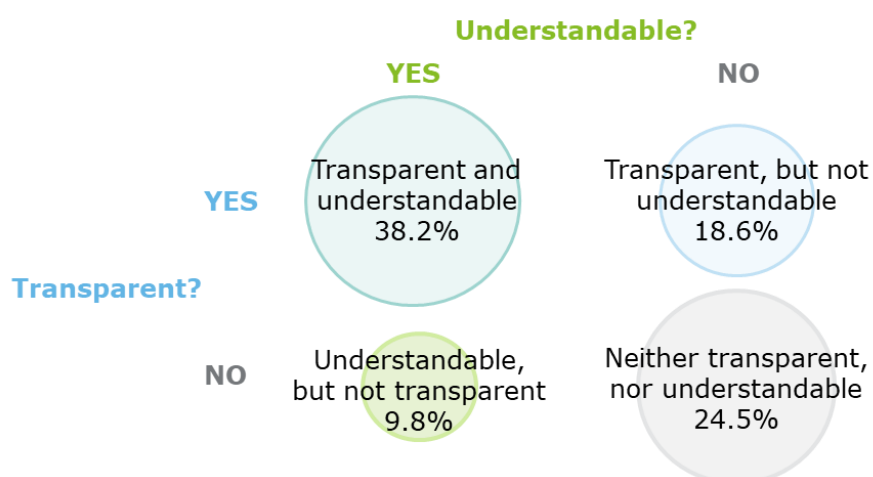 Understandable?
YES
NO
YES
Transparent and
understandable
38.2%
Transparent, but not
understandable
18.6%
Transparent?
NO
Understandable,
but not transparent
9.8%
Neither transparent,
nor understandable
24.5%